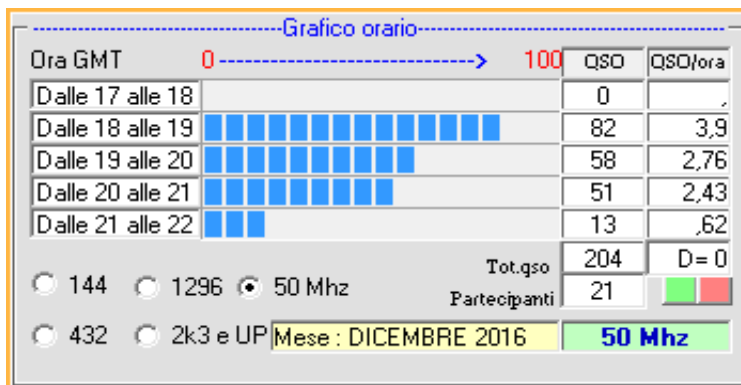 Grafico orario
Ora GMT 0 100 QSO QSO/ora
Dalle 17 alle 18 0 ,
Dalle 18 alle 19 82 3,9
Dalle 19 alle 20 58 2,76
Dalle 20 alle 21 51 2,43
Dalle 21 alle 22 13 ,62
Tot.qso 204 D= 0
144 1296 50 Mhz Partecipanti 21
432 2k3 e UP Mese : DICEMBRE 2016 50 Mhz